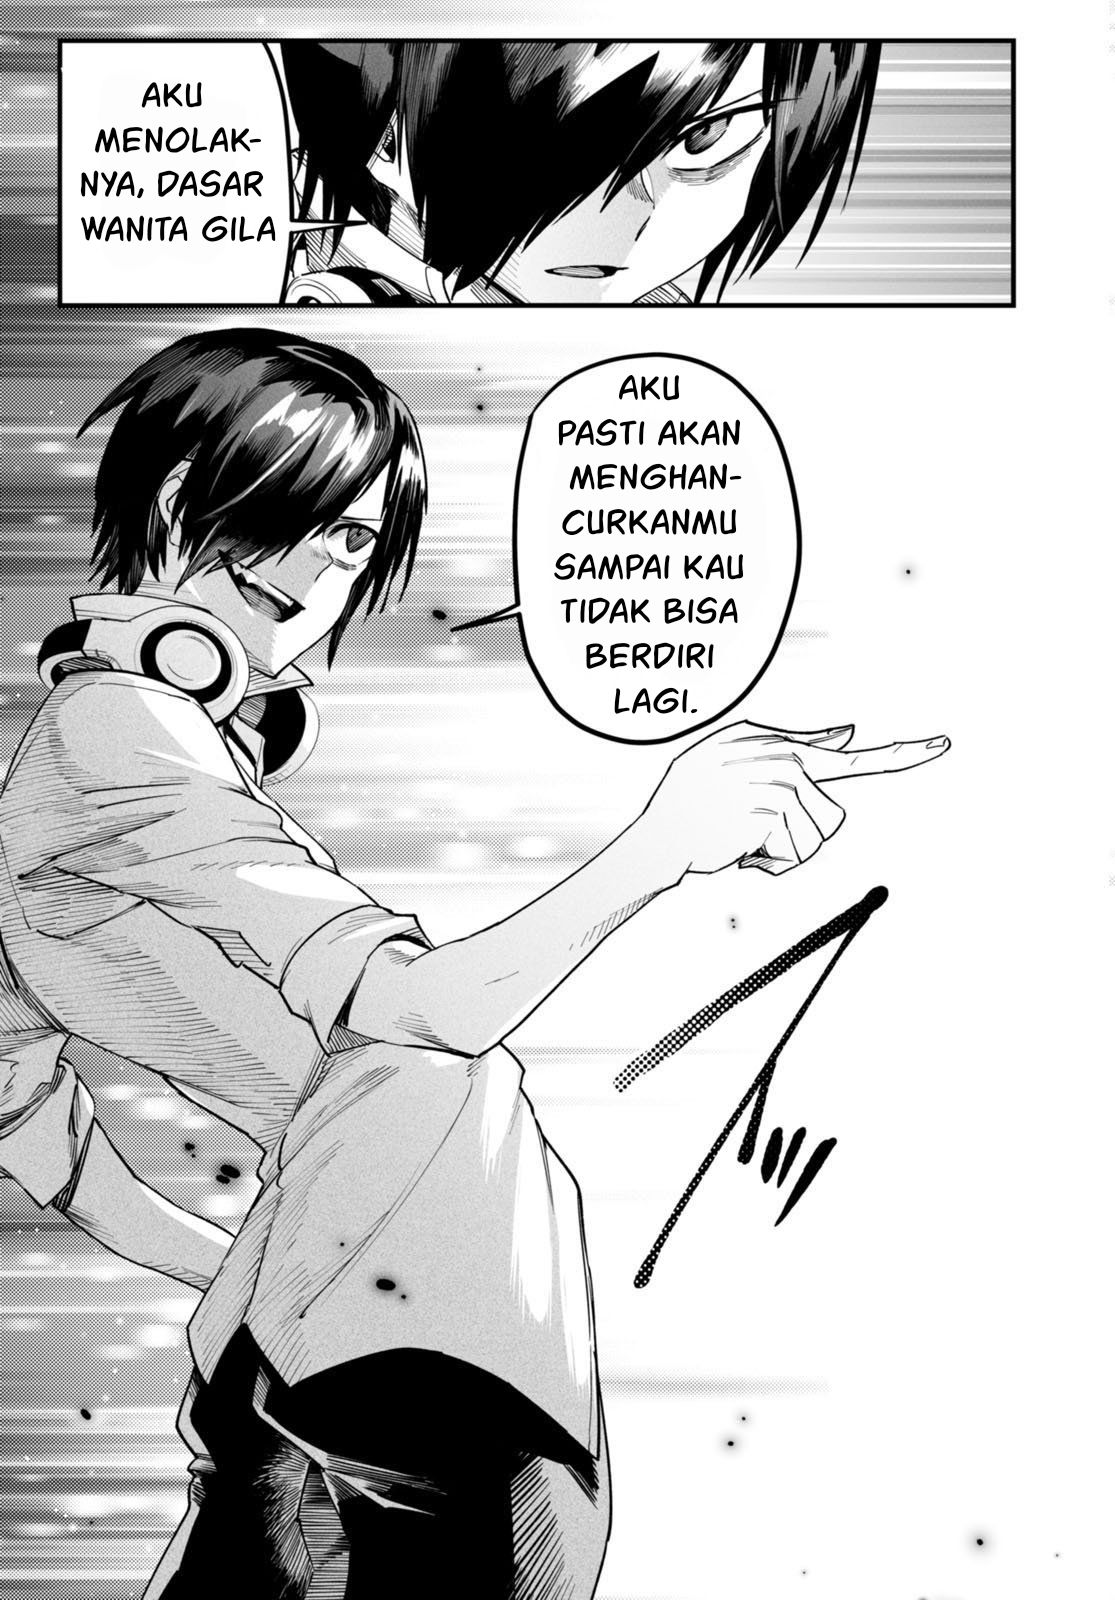 AKU
MENOLAK-
NYA, DASAR
WANITA GILA
AKU
PASTI AKAN
MENGHAN-
CURKANMU
SAMPAI KAU
TIDAK BISA
BERDIRI
LAGI.